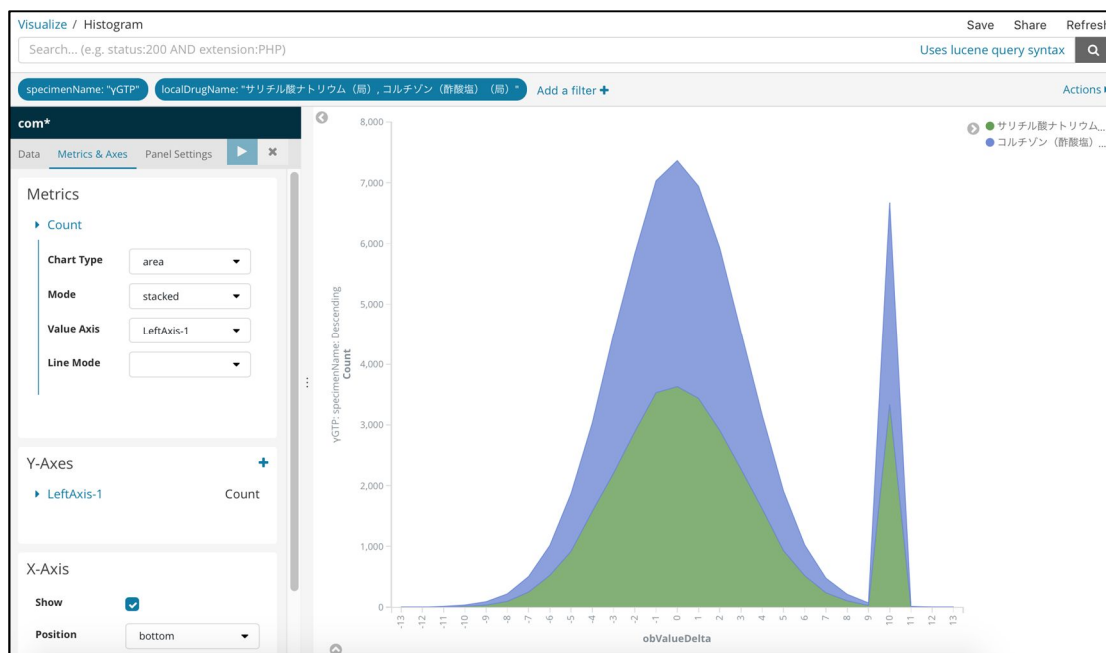 Visualize / Histogram
Save Share Refresh
Search... (e.g. status:200 AND extension:PHP)
Uses lucene query syntax
specimenName: "γGTP"
localDrugName: "サリチル酸ナトリウム（局）, コルチゾン（酢酸塩）（局）"
Add a filter +
Actions
com*
Data Metrics & Axes Panel Settings
Metrics
Count
Chart Type area
Mode stacked
Value Axis LeftAxis-1
Line Mode
Y-Axes +
LeftAxis-1 Count
X-Axis
Show
Position bottom
8,000
7,000
6,000
5,000
4,000
3,000
2,000
1,000
0
γGTP: specimenName: Descending
Count
-13 -12 -11 -10 -9 -8 -7 -6 -5 -4 -3 -2 -1 0 1 2 3 4 5 6 7 8 9 10 11 12 13
obValueDelta
サリチル酸ナトリウム...
コルチゾン（酢酸塩）...